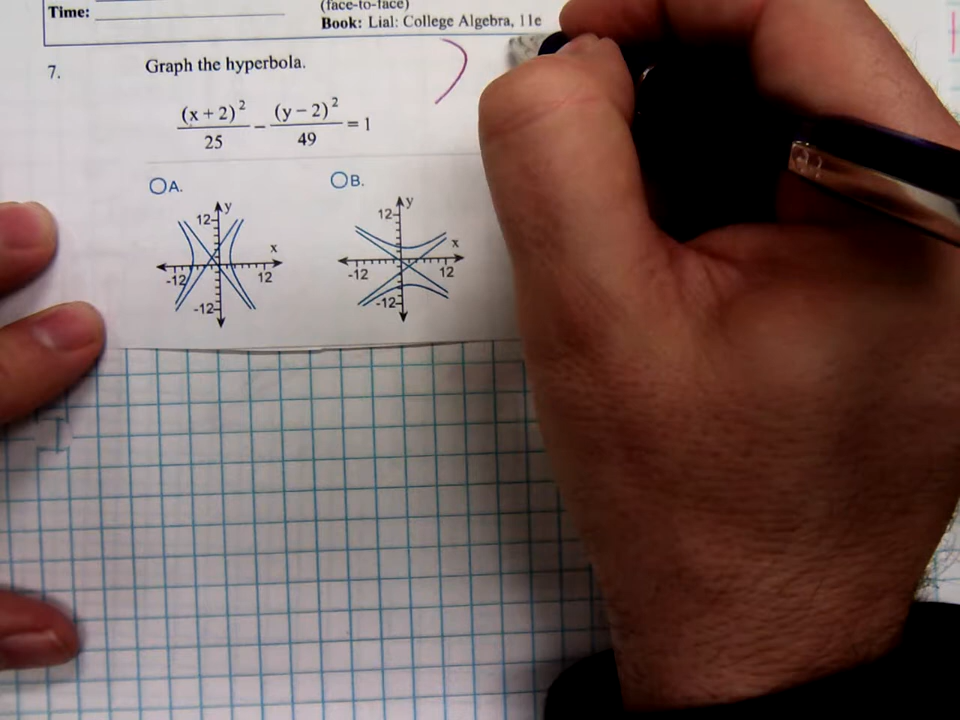 (face-to-face)
Time:
Book: Lial: College Algebra, 11e
7. Graph the hyperbola.
(x + 2)² / 25 − (y − 2)² / 49 = 1
A. B.
12 y 12 y
x x
-12 12 -12 12
-12 -12